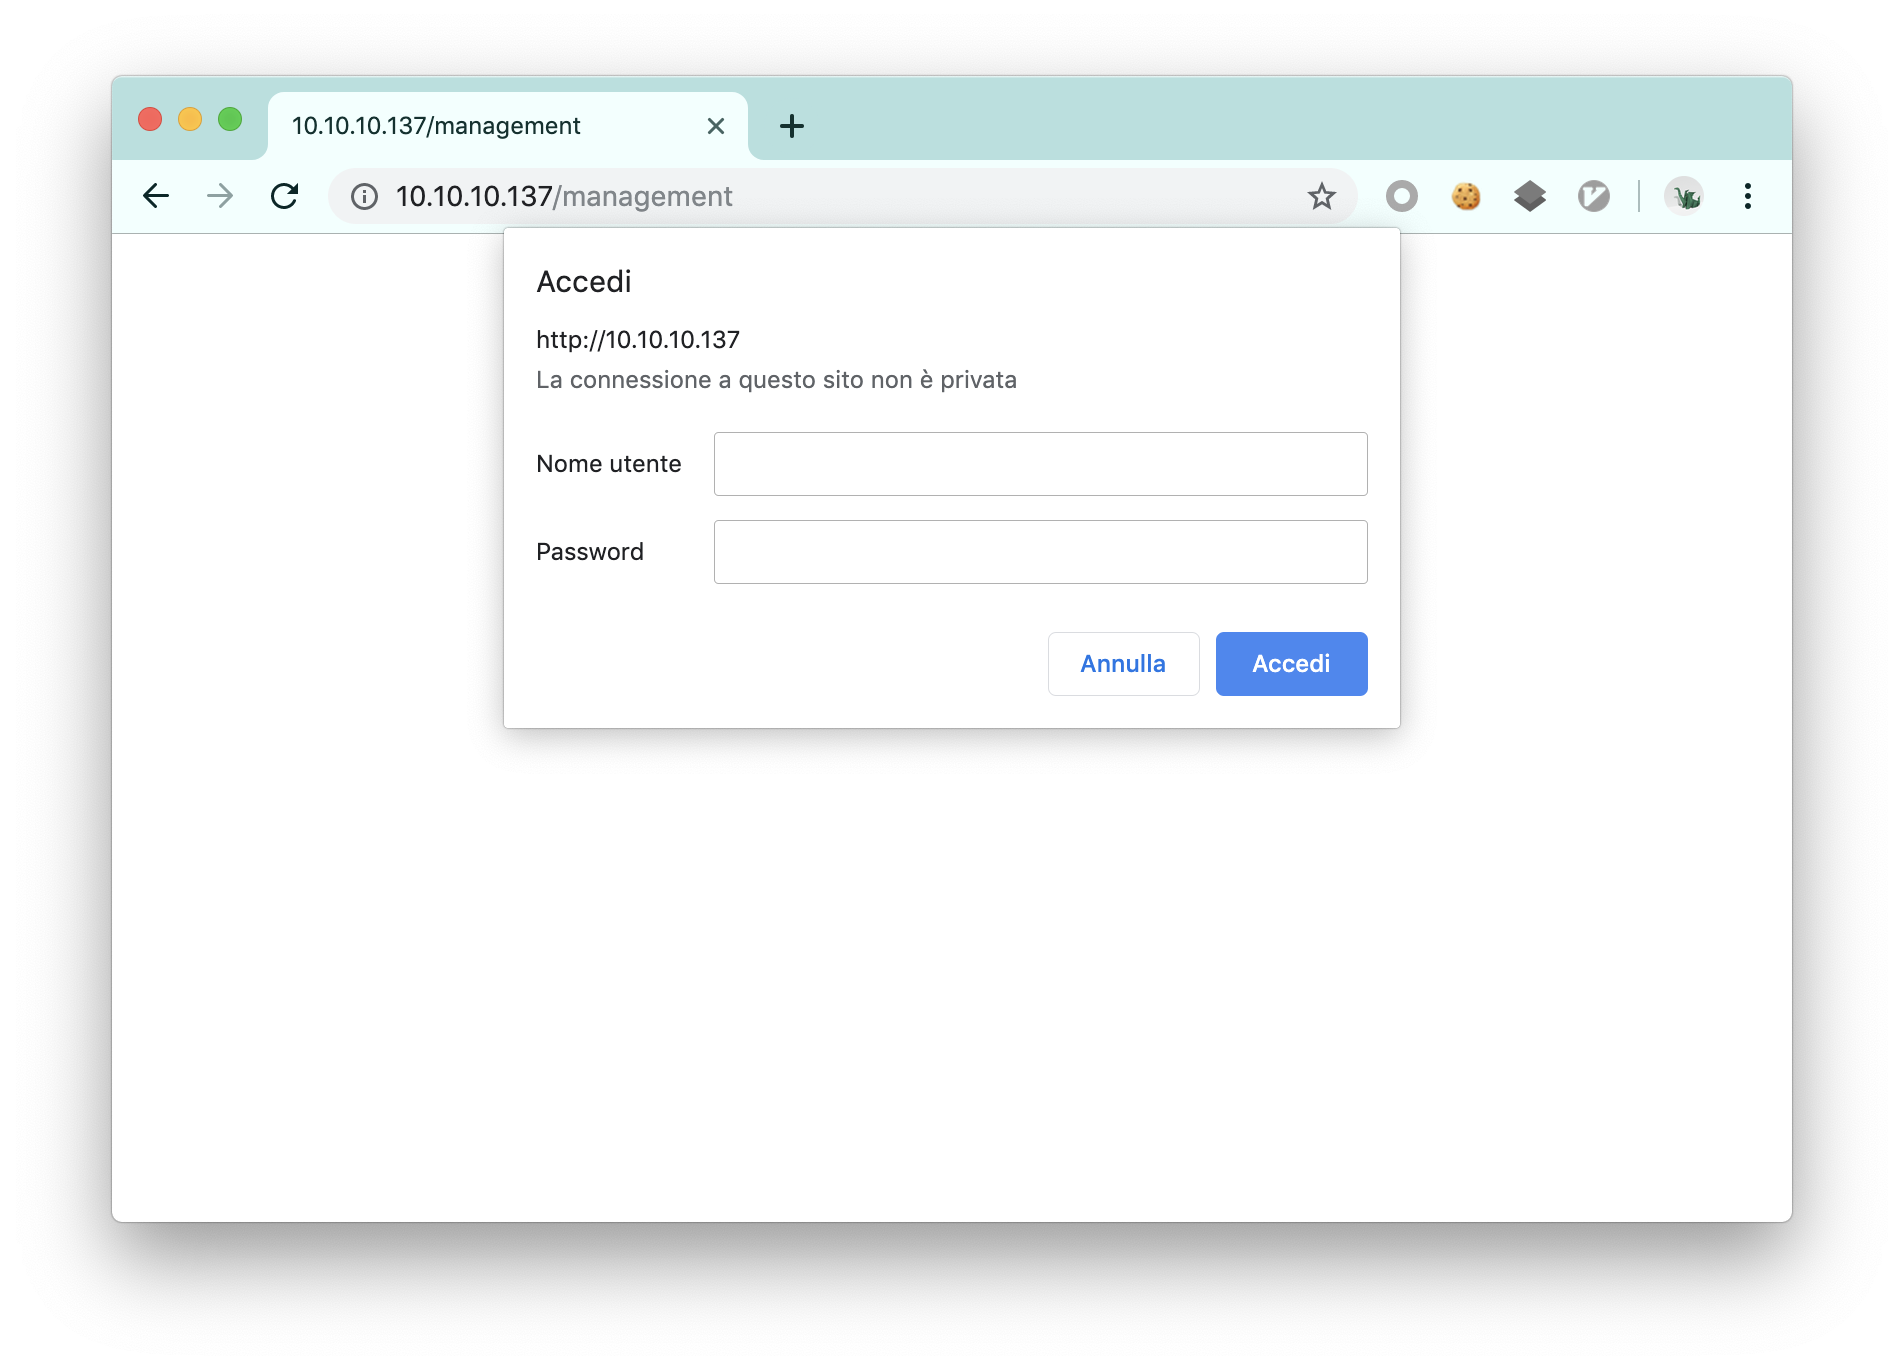 10.10.10.137/management
10.10.10.137/management
Accedi
http://10.10.10.137
La connessione a questo sito non è privata
Nome utente
Password
Annulla Accedi